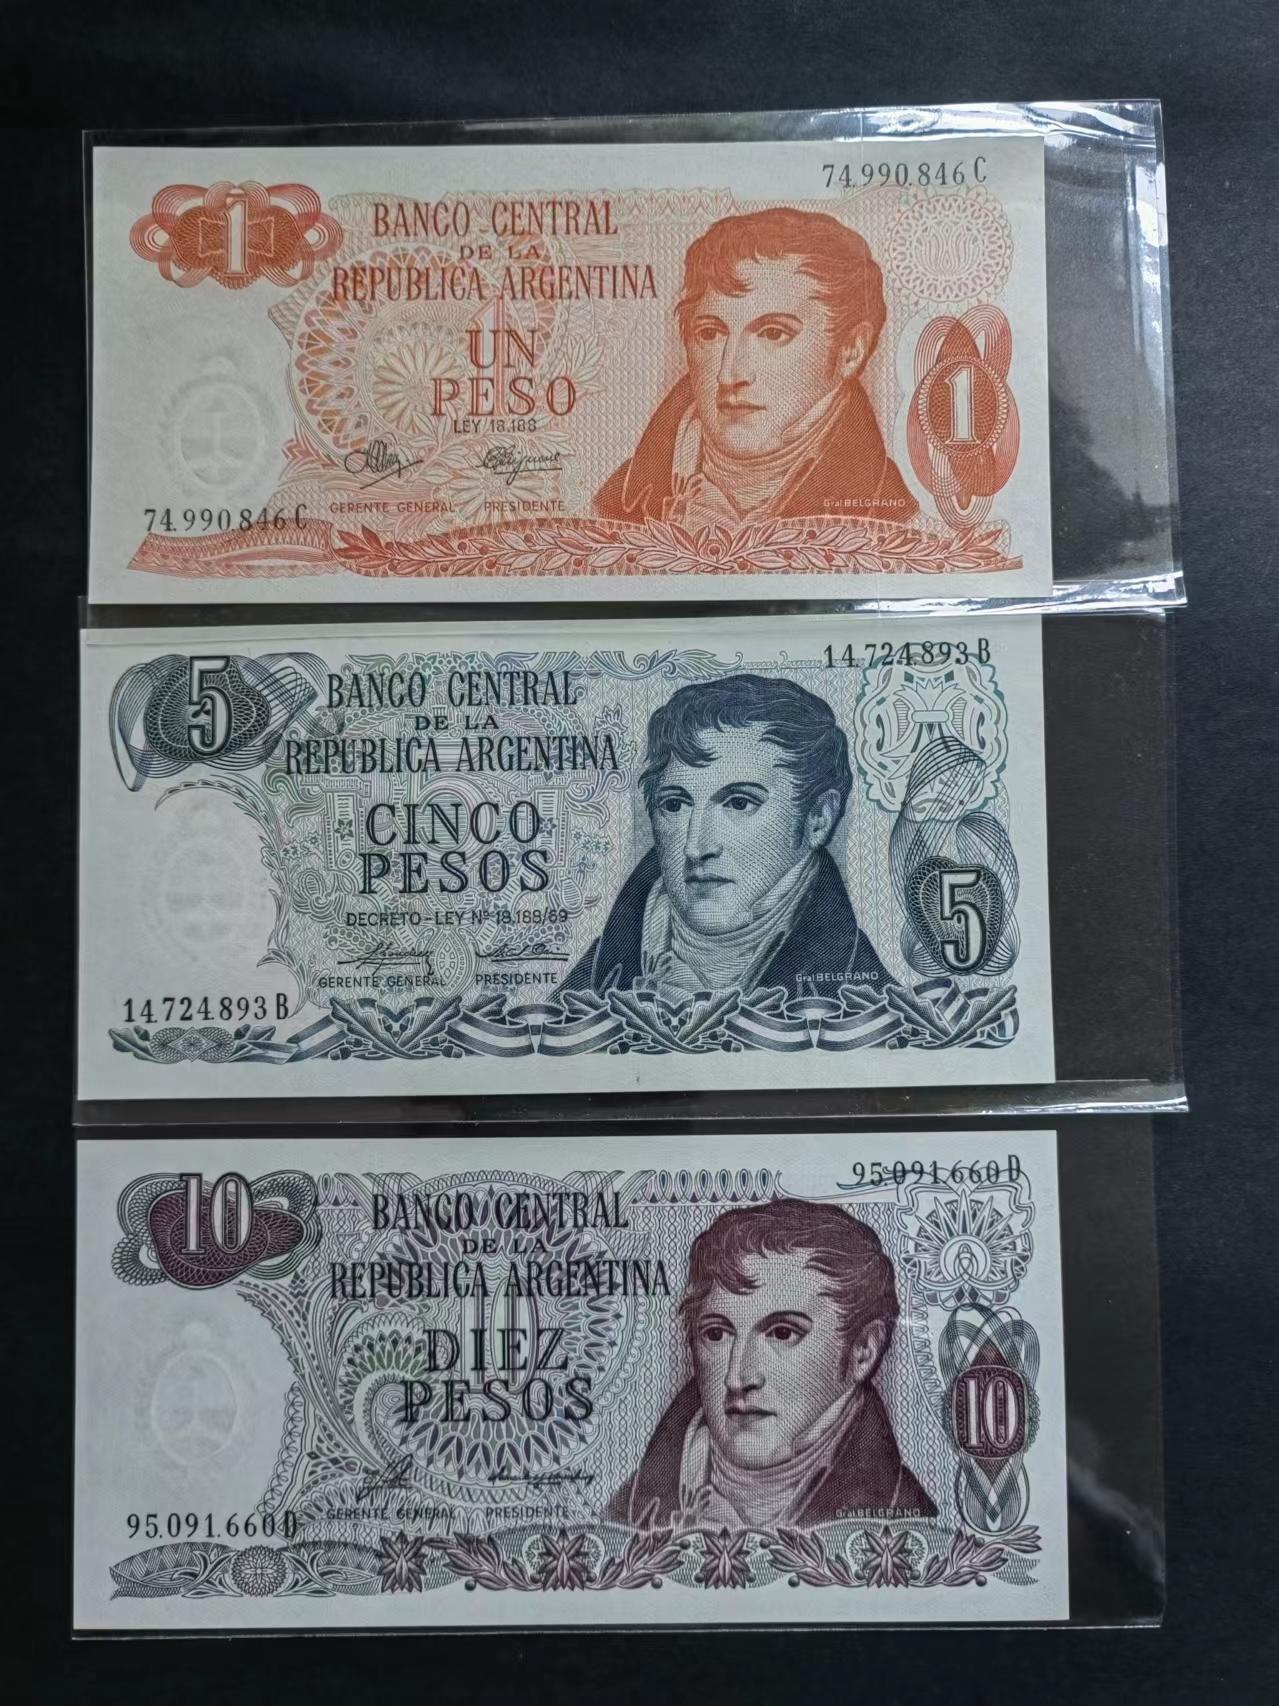 74.990.846 C
1
BANCO CENTRAL
DE LA
REPUBLICA ARGENTINA
1
UN
PESO
LEY 18.188
1
GERENTE GENERAL PRESIDENTE
Gral BELGRANO
74.990.846 C
14.724.893 B
5
BANCO CENTRAL
DE LA
REPUBLICA ARGENTINA
CINCO
PESOS
DECRETO-LEY Nº 18.188/69
5
GERENTE GENERAL PRESIDENTE
Gral BELGRANO
14.724.893 B
95.091.660 D
10
BANCO CENTRAL
DE LA
REPUBLICA ARGENTINA
10
DIEZ
PESOS
10
GERENTE GENERAL PRESIDENTE
Gral BELGRANO
95.091.660 D